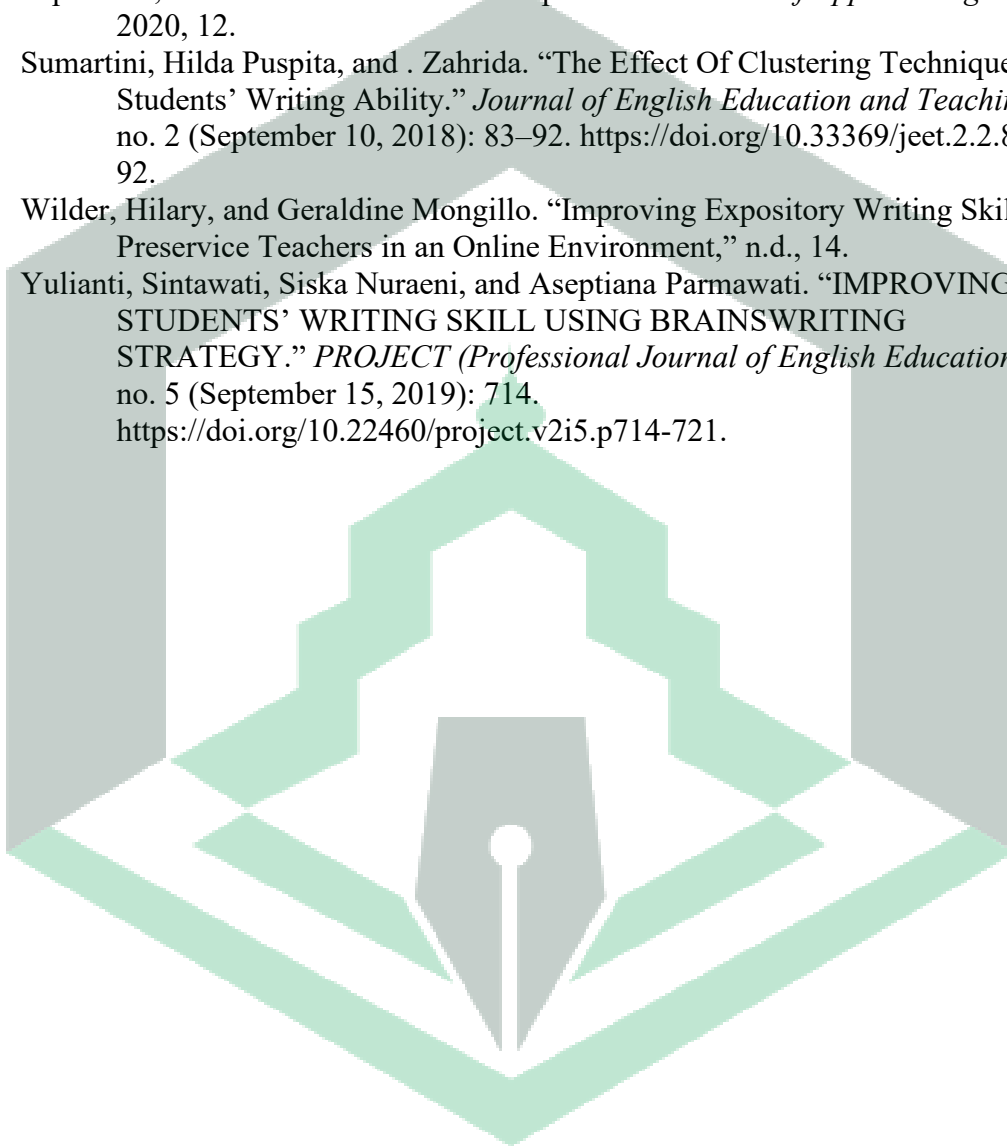 2020, 12.
Sumartini, Hilda Puspita, and . Zahrida. “The Effect Of Clustering Technique
Students’ Writing Ability.” Journal of English Education and
no. 2 (September 10, 2018): 83–92. https://doi.org/10.33369/jeet.2.2.8
92.
Wilder, Hilary, and Geraldine Mongillo. “Improving Expository Writing
Preservice Teachers in an Online Environment,” n.d., 14.
Yulianti, Sintawati, Siska Nuraeni, and Aseptiana Parmawati. “IMPROVING
STUDENTS’ WRITING SKILL USING BRAINSWRITING
STRATEGY.” PROJECT (Professional Journal of English Education
no. 5 (September 15, 2019): 714.
https://doi.org/10.22460/project.v2i5.p714-721.